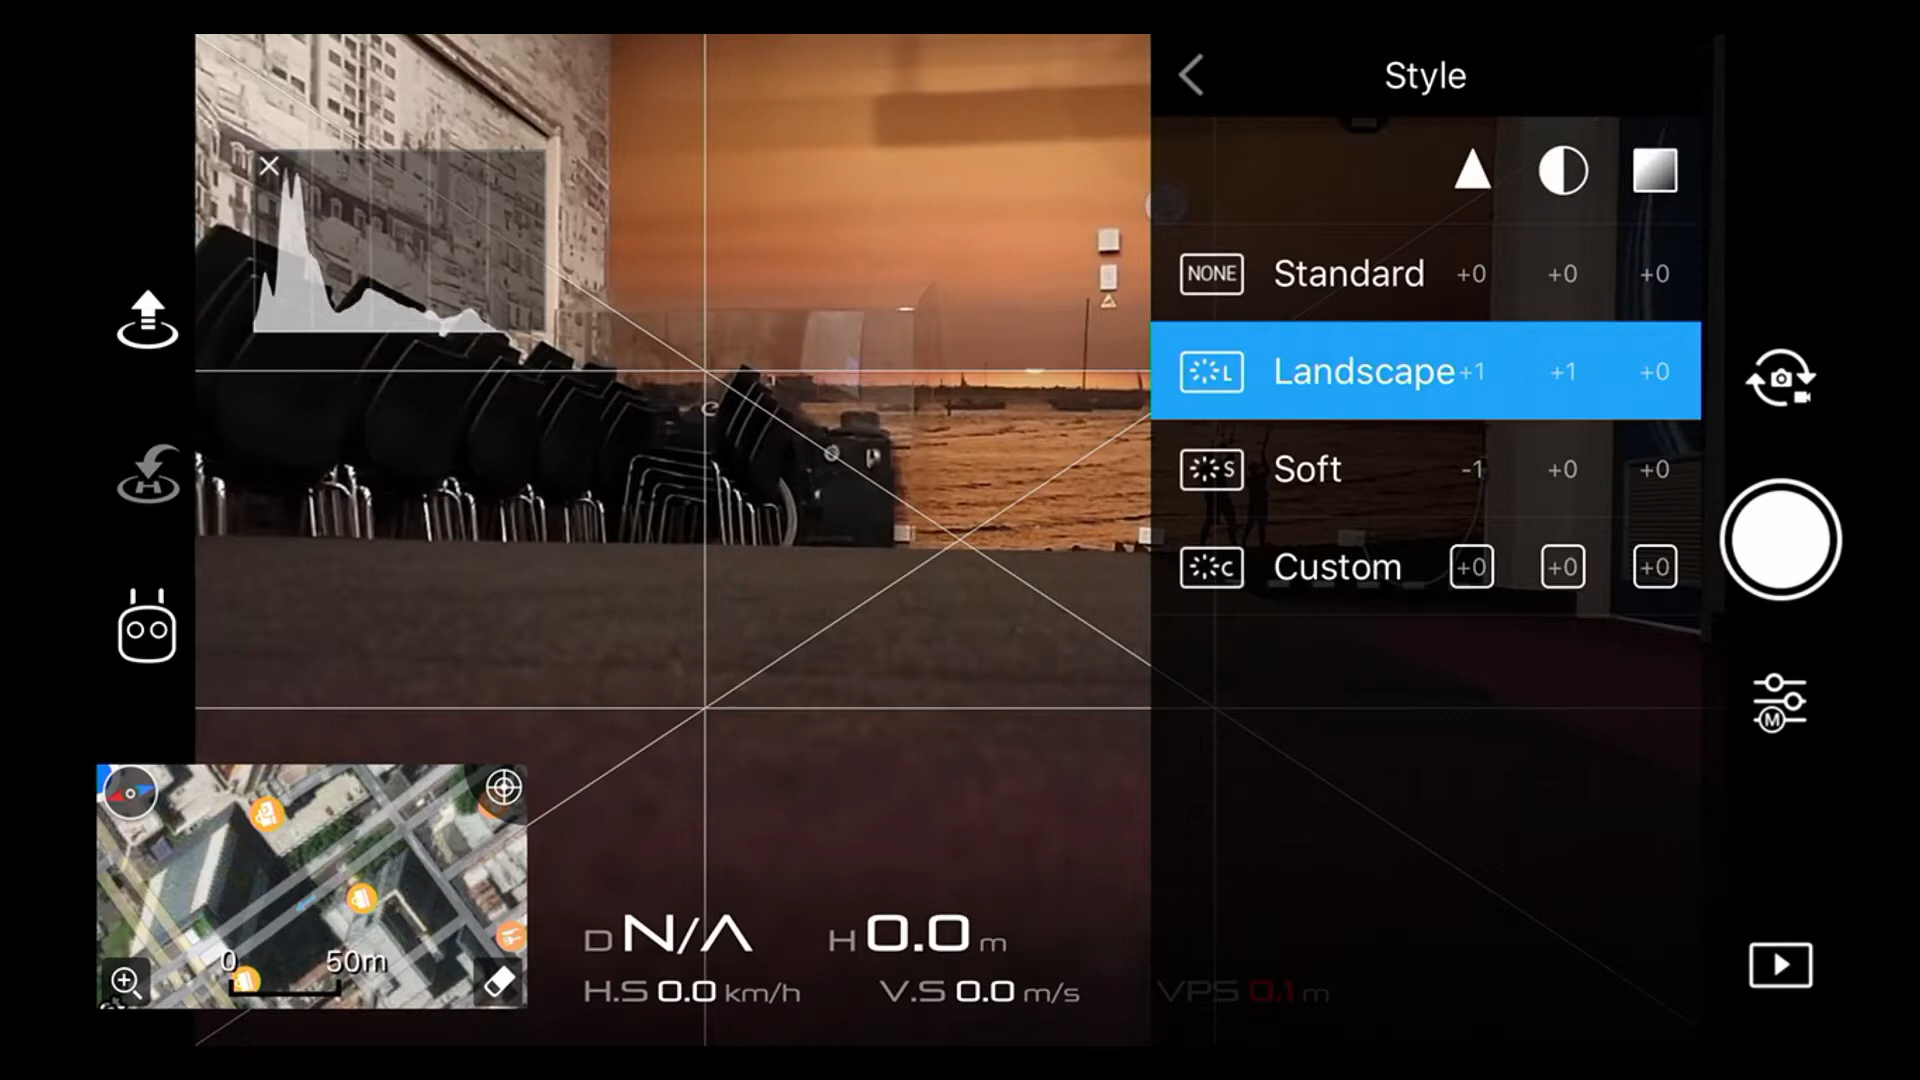 Style
NONE Standard +0 +0 +0
L Landscape +1 +1 +0
S Soft -1 +0 +0
C Custom +0 +0 +0
H
M
0 50m
D N/A H 0.0 m
H.S 0.0 km/h V.S 0.0 m/s VPS 0.1 m